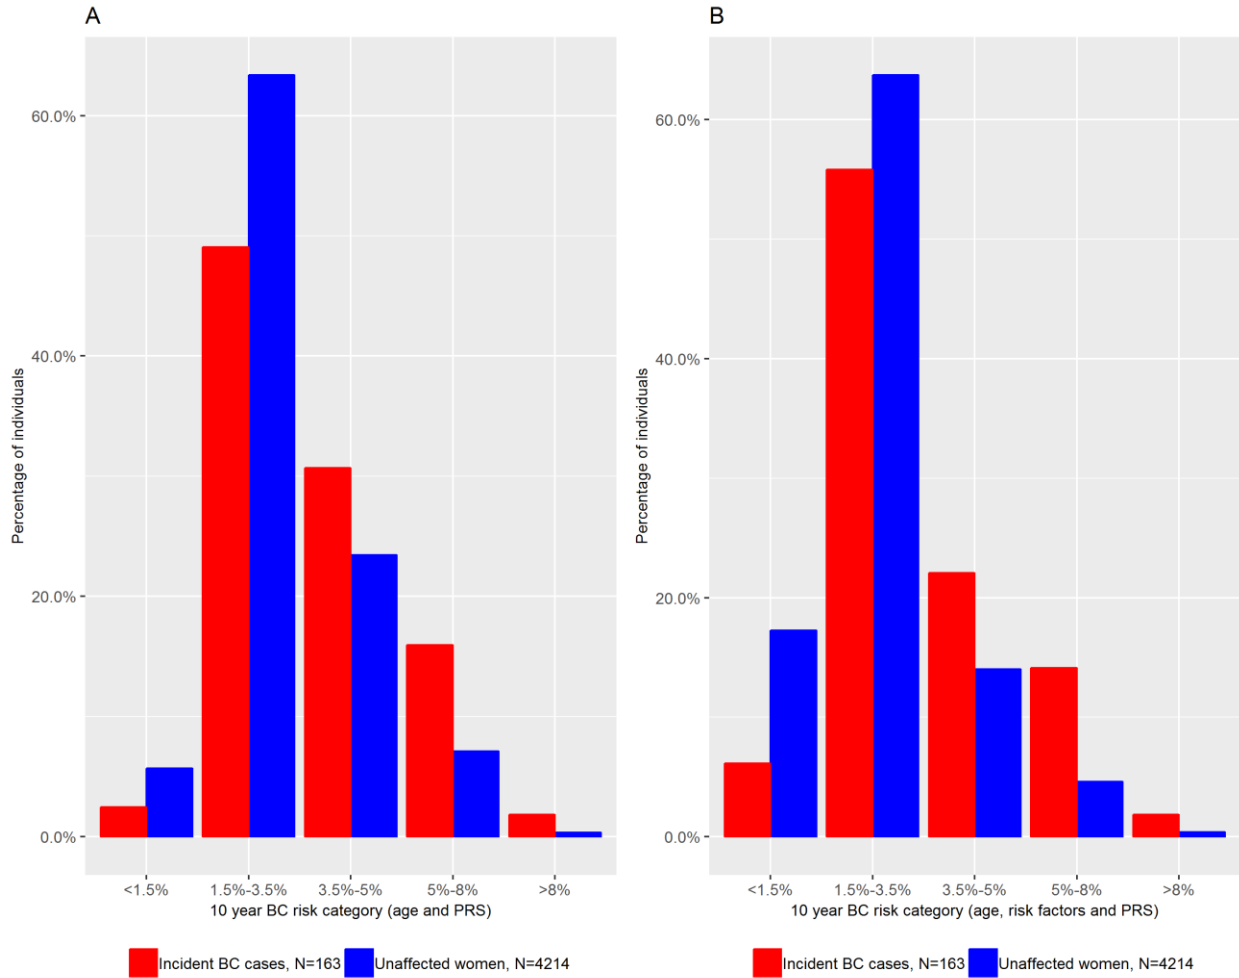 A
Percentage of individuals
60.0%
40.0%
20.0%
0.0%
<1.5%
1.5%-3.5%
3.5%-5%
5%-8%
>8%
10 year BC risk category (age and PRS)
Incident BC cases, N=163
Unaffected women, N=4214
B
Percentage of individuals
60.0%
40.0%
20.0%
0.0%
<1.5%
1.5%-3.5%
3.5%-5%
5%-8%
>8%
10 year BC risk category (age, risk factors and PRS)
Incident BC cases, N=163
Unaffected women, N=4214